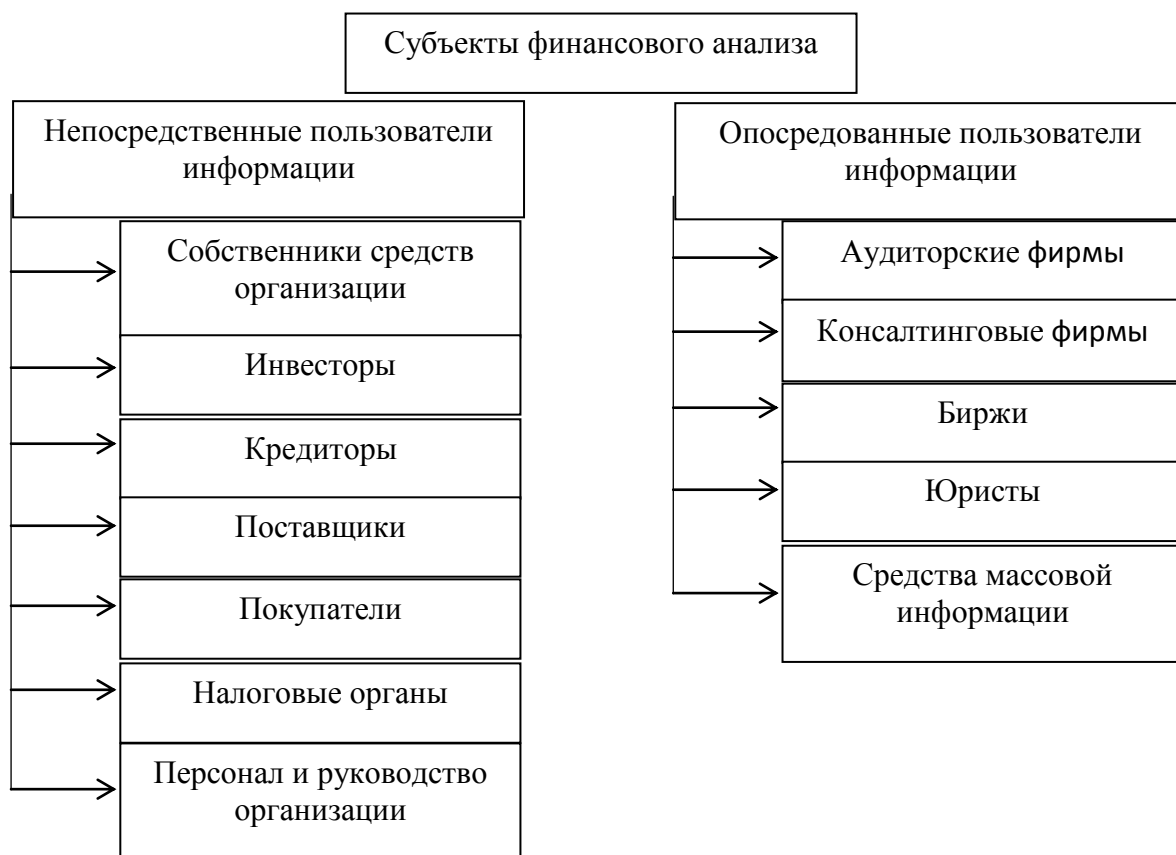 Субъекты финансового анализа
Непосредственные пользователи
информации
Собственники средств
организации
Инвесторы
Кредиторы
Поставщики
Покупатели
Налоговые органы
Персонал и руководство
организации
Опосредованные пользователи
информации
Аудиторские фирмы
Консалтинговые фирмы
Биржи
Юристы
Средства массовой
информации